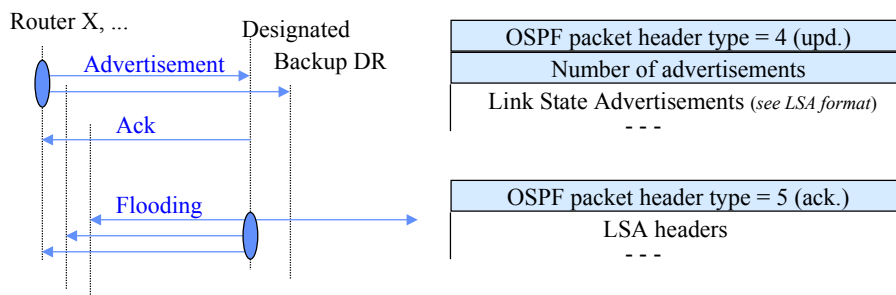 Router X, ...
Designated
Backup DR
Advertisement
Ack
Flooding
OSPF packet header type = 4 (upd.)
Number of advertisements
Link State Advertisements (see LSA format)
- - -
OSPF packet header type = 5 (ack.)
LSA headers
- - -